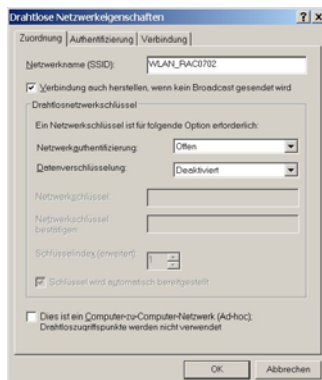 Drahtlose Netzwerkeigenschaften
Zuordnung Authentifizierung Verbindung
Netzwerkname (SSID): WLAN_RAC0702
Verbindung auch herstellen, wenn kein Broadcast gesendet wird
Drahtlosnetzwerkschlüssel
Ein Netzwerkschlüssel ist für folgende Option erforderlich:
Netzwerkauthentifizierung: Offen
Datenverschlüsselung: Deaktiviert
Netzwerkschlüssel
Netzwerkschlüssel
bestätigen:
Schlüsselindex (erweitert) 1
Schlüssel wird automatisch bereitgestellt
Dies ist ein Computer-zu-Computer-Netzwerk (Ad-hoc);
Drahtloszugriffspunkte werden nicht verwendet
OK Abbrechen